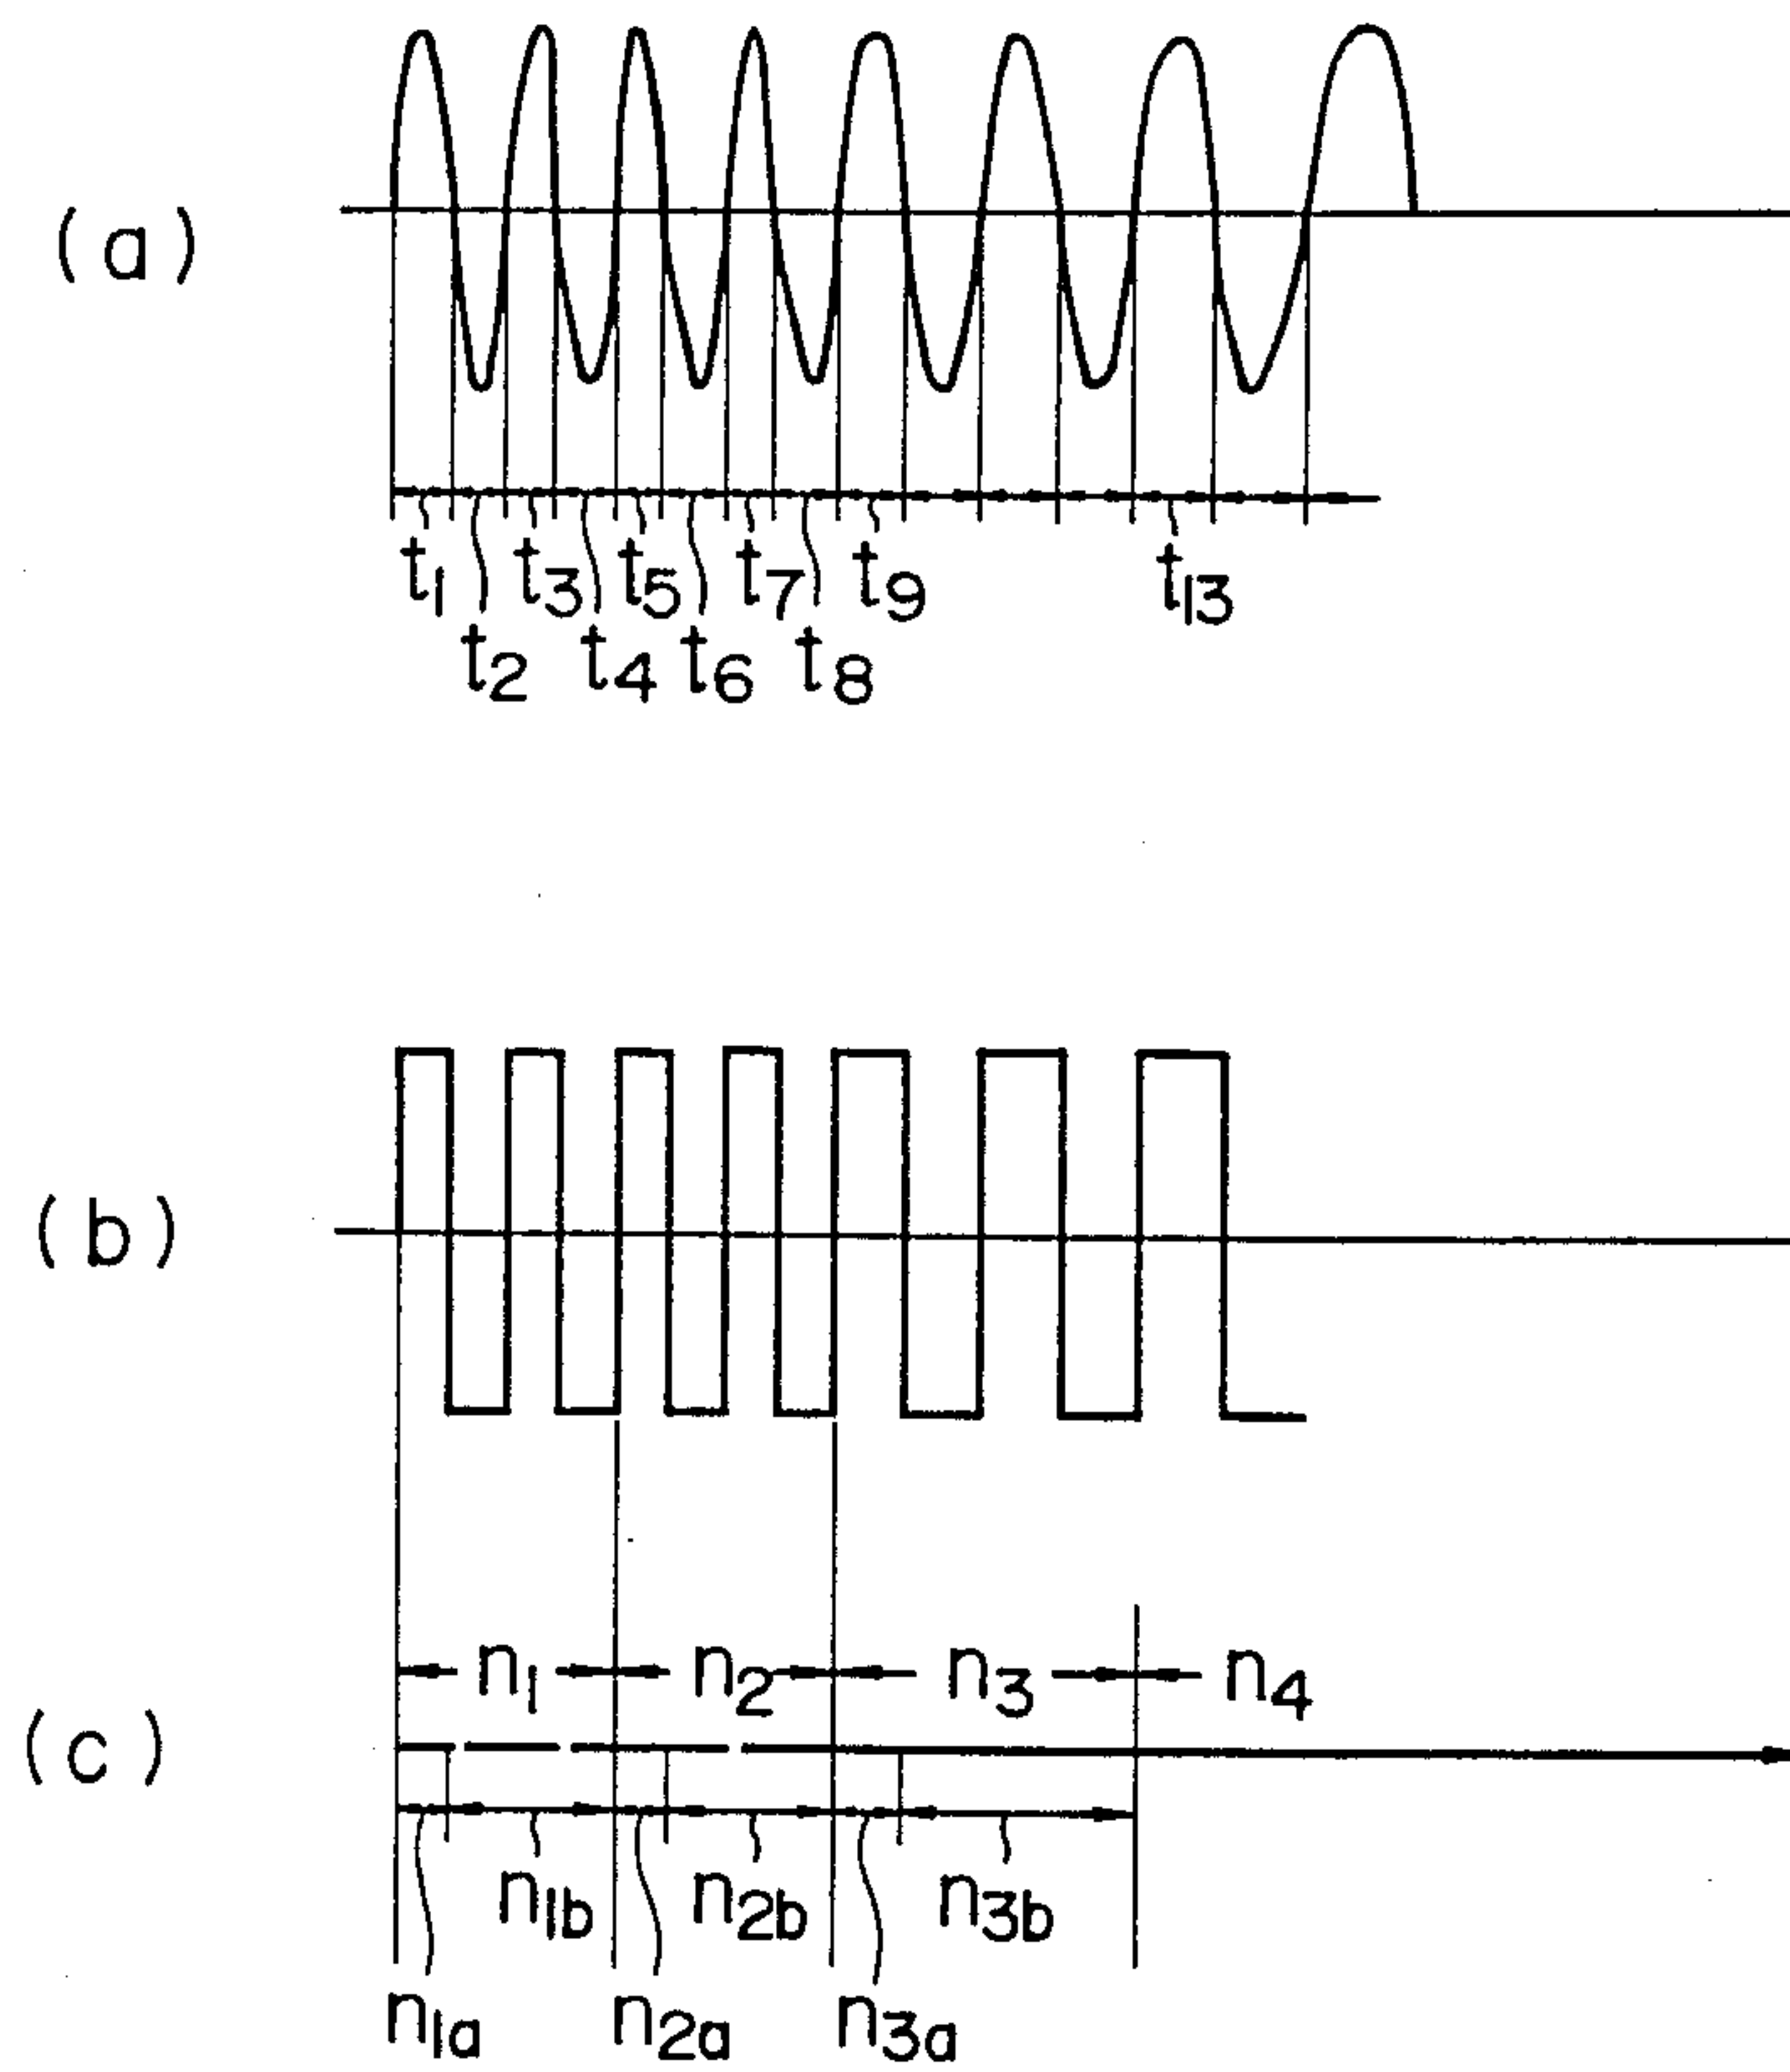 (a)
t1 t3 t5 t7 t9 t13
t2 t4 t6 t8
(b)
n1 n2 n3 n4
(c)
n1b n2b n3b
n1a n2a n3a